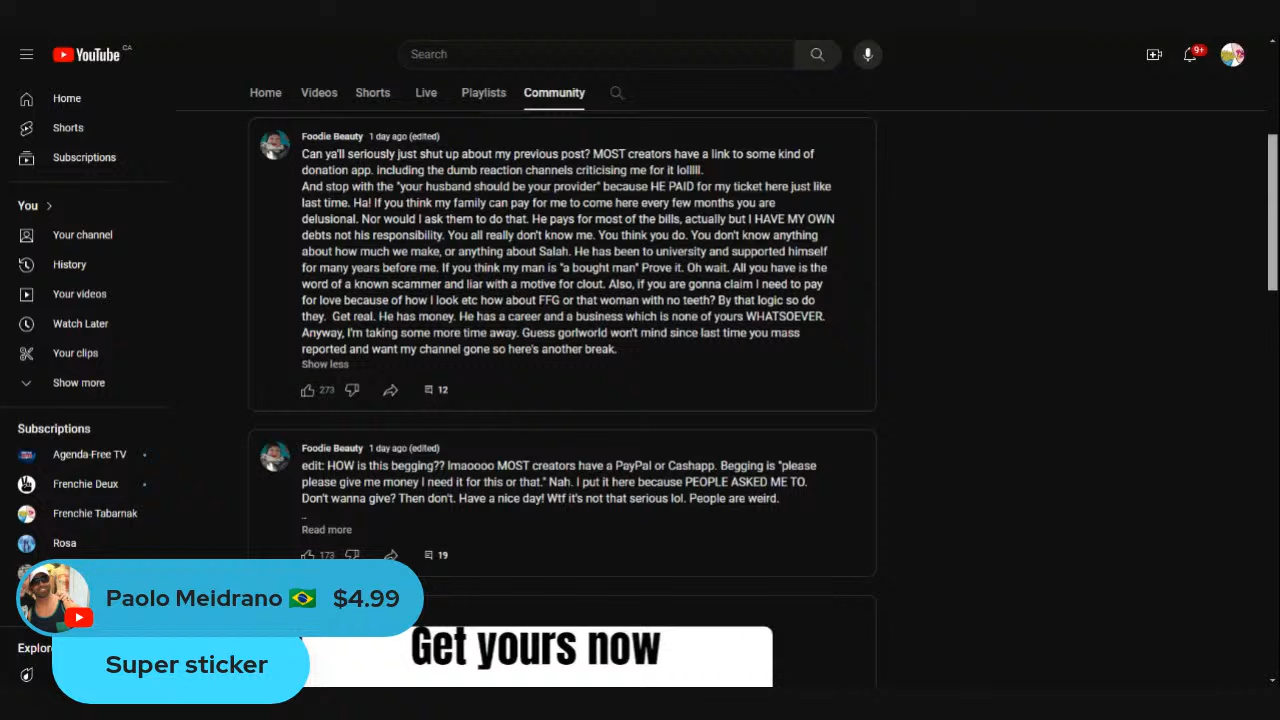 YouTube CA
Search
9+
Home
Shorts
Subscriptions
You
Your channel
History
Your videos
Watch Later
Your clips
Show more
Subscriptions
Agenda-Free TV
Frenchie Deux
Frenchie Tabarnak
Rosa
Home Videos Shorts Live Playlists Community
Foodie Beauty 1 day ago (edited)
Can ya'll seriously just shut up about my previous post? MOST creators have a link to some kind of
donation app. including the dumb reaction channels criticising me for it lolllll.
And stop with the "your husband should be your provider" because HE PAID for my ticket here just like
last time. Ha! If you think my family can pay for me to come here every few months you are
delusional. Nor would I ask them to do that. He pays for most of the bills, actually but I HAVE MY OWN
debts not his responsibility. You all really don't know me. You think you do. You don't know anything
about how much we make, or anything about Salah. He has been to university and supported himself
for many years before me. If you think my man is "a bought man" Prove it. Oh wait. All you have is the
word of a known scammer and liar with a motive for clout. Also, if you are gonna claim I need to pay
for love because of how I look etc how about FFG or that woman with no teeth? By that logic so do
they. Get real. He has money. He has a career and a business which is none of yours WHATSOEVER.
Anyway, I'm taking some more time away. Guess gorlworld won't mind since last time you mass
reported and want my channel gone so here's another break.
Show less
273 12
Foodie Beauty 1 day ago (edited)
edit: HOW is this begging?? lmaoooo MOST creators have a PayPal or Cashapp. Begging is "please
please give me money I need it for this or that." Nah. I put it here because PEOPLE ASKED ME TO.
Don't wanna give? Then don't. Have a nice day! Wtf it's not that serious lol. People are weird.
..
Read more
173 19
Paolo Meidrano $4.99
Super sticker
Explor
Get yours now